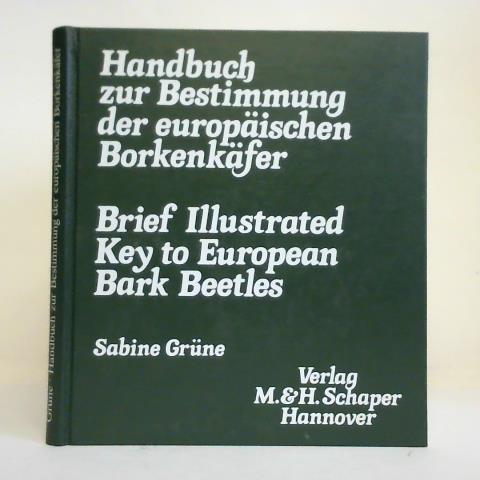 Handbuch
zur Bestimmung
der europäischen
Borkenkäfer
Brief Illustrated
Key to European
Bark Beetles
Sabine Grüne
Verlag
M.&H. Schaper
Hannover
Grüne · Handbuch zur Bestimmung der europäischen Borkenkäfer